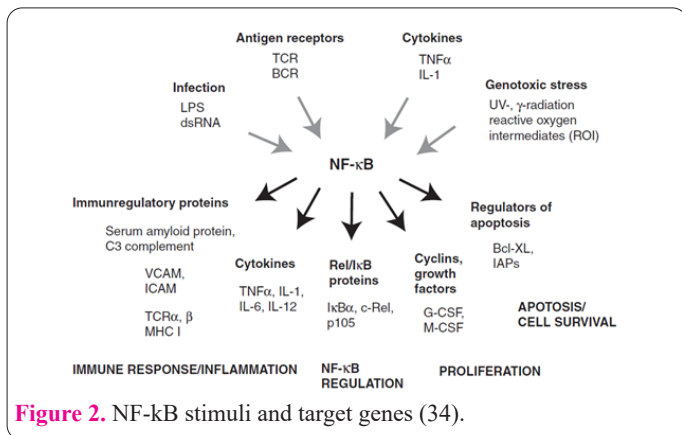 Antigen receptors
TCR
BCR
Cytokines
TNFα
IL-1
Infection
LPS
dsRNA
Genotoxic stress
UV-, γ-radiation
reactive oxygen
intermediates (ROI)
NF-κB
Immunregulatory proteins
Serum amyloid protein,
C3 complement
VCAM,
ICAM
TCRα, β
MHC I
Cytokines
TNFα, IL-1,
IL-6, IL-12
Rel/IκB
proteins
IκBα, c-Rel,
p105
Cyclins,
growth
factors
G-CSF,
M-CSF
Regulators of
apoptosis
Bcl-XL,
IAPs
APOTOSIS/
CELL SURVIVAL
IMMUNE RESPONSE/INFLAMMATION
NF-κB
REGULATION
PROLIFERATION
Figure 2. NF-kB stimuli and target genes (34).